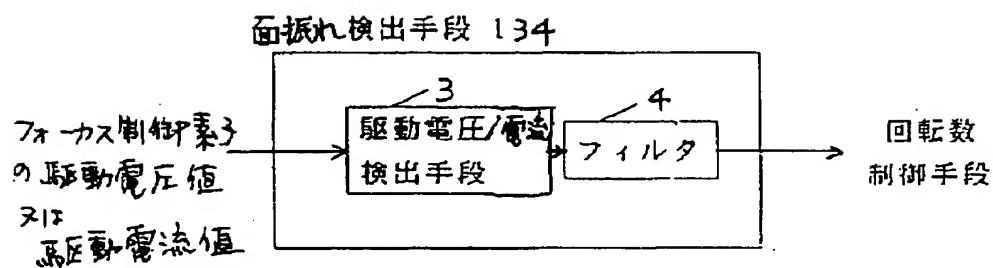 面振れ検出手段 134
3
4
フォーカス制御素子
の駆動電圧値
又は
駆動電流値
駆動電圧/電流
検出手段
フィルタ
回転数
制御手段